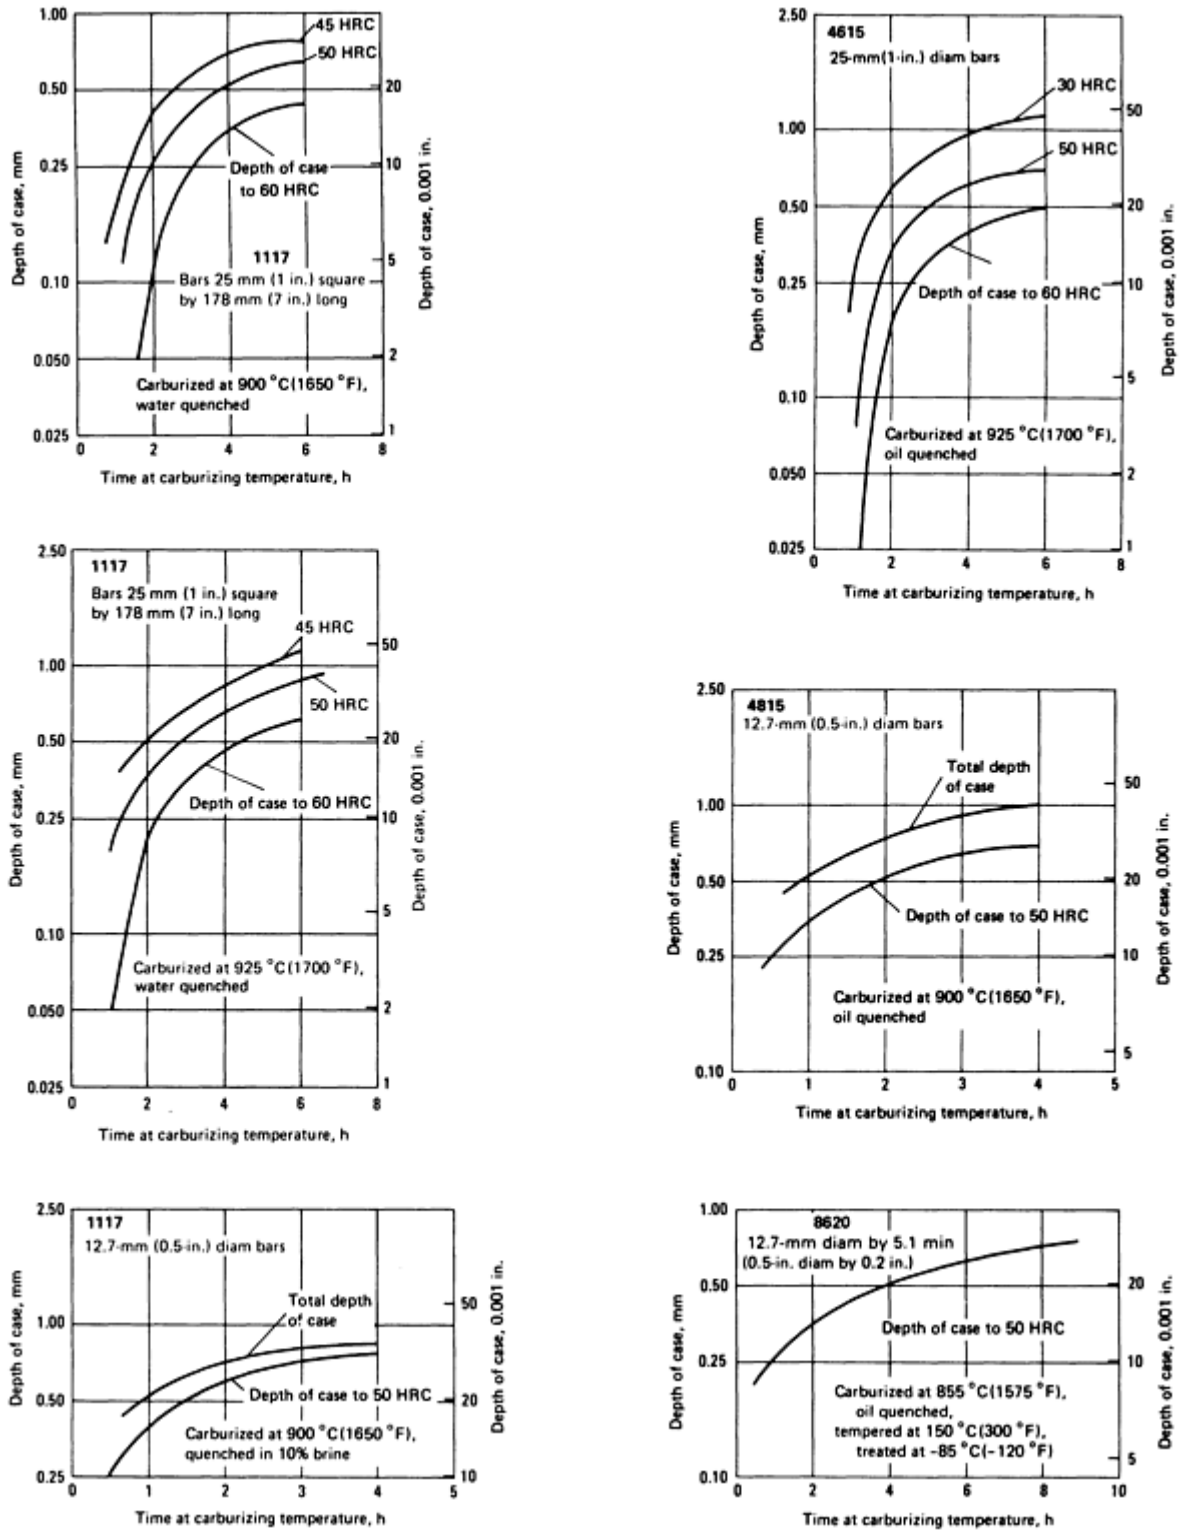 1.00
0.50
0.25
0.10
0.050
0.025
Depth of case, mm
45 HRC
50 HRC
Depth of case
to 60 HRC
1117
Bars 25 mm (1 in.) square
by 178 mm (7 in.) long
Carburized at 900 °C(1650 °F),
water quenched
20
10
5
2
1
Depth of case, 0.001 in.
0 2 4 6 8
Time at carburizing temperature, h
2.50
1.00
0.50
0.25
0.10
0.050
0.025
Depth of case, mm
4615
25-mm(1-in.) diam bars
30 HRC
50 HRC
Depth of case to 60 HRC
Carburized at 925 °C(1700 °F),
oil quenched
50
20
10
5
2
1
Depth of case, 0.001 in.
0 2 4 6 8
Time at carburizing temperature, h
2.50
1.00
0.50
0.25
0.10
0.050
0.025
Depth of case, mm
1117
Bars 25 mm (1 in.) square
by 178 mm (7 in.) long
45 HRC
50 HRC
Depth of case to 60 HRC
Carburized at 925 °C(1700 °F),
water quenched
50
20
10
5
2
1
Depth of case, 0.001 in.
0 2 4 6 8
Time at carburizing temperature, h
2.50
1.00
0.50
0.25
0.10
Depth of case, mm
4815
12.7-mm (0.5-in.) diam bars
Total depth
of case
Depth of case to 50 HRC
Carburized at 900 °C(1650 °F),
oil quenched
50
20
10
5
Depth of case, 0.001 in.
0 1 2 3 4 5
Time at carburizing temperature, h
2.50
1.00
0.50
0.25
Depth of case, mm
1117
12.7-mm (0.5-in.) diam bars
Total depth
of case
Depth of case to 50 HRC
Carburized at 900 °C(1650 °F),
quenched in 10% brine
50
20
10
Depth of case, 0.001 in.
0 1 2 3 4 5
Time at carburizing temperature, h
1.00
0.50
0.25
0.10
Depth of case, mm
8620
12.7-mm diam by 5.1 min
(0.5-in. diam by 0.2 in.)
Depth of case to 50 HRC
Carburized at 855 °C(1575 °F),
oil quenched,
tempered at 150 °C(300 °F),
treated at -85 °C(-120 °F)
20
10
5
Depth of case, 0.001 in.
0 2 4 6 8 10
Time at carburizing temperature, h